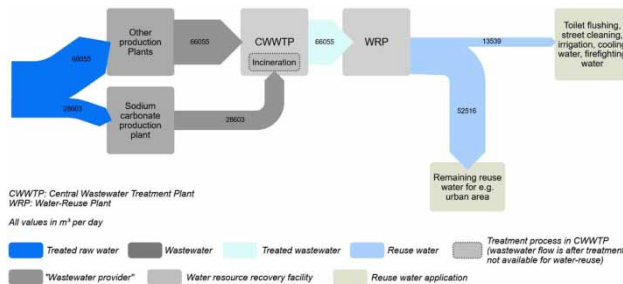 Other
production
Plants
66055
66055
CWWTP
Incineration
66055
WRP
13539
Toilet flushing,
street cleaning,
irrigation, cooling
water, firefighting
water
28603
Sodium
carbonate
production
plant
28603
52516
Remaining reuse
water for e.g.
urban area
CWWTP: Central Wastewater Treatment Plant
WRP: Water-Reuse Plant
All values in m³ per day
Treated raw water
Wastewater
Treated wastewater
Reuse water
Treatment process in CWWTP
(wastewater flow is after treatment
not available for water-reuse)
"Wastewater provider"
Water resource recovery facility
Reuse water application